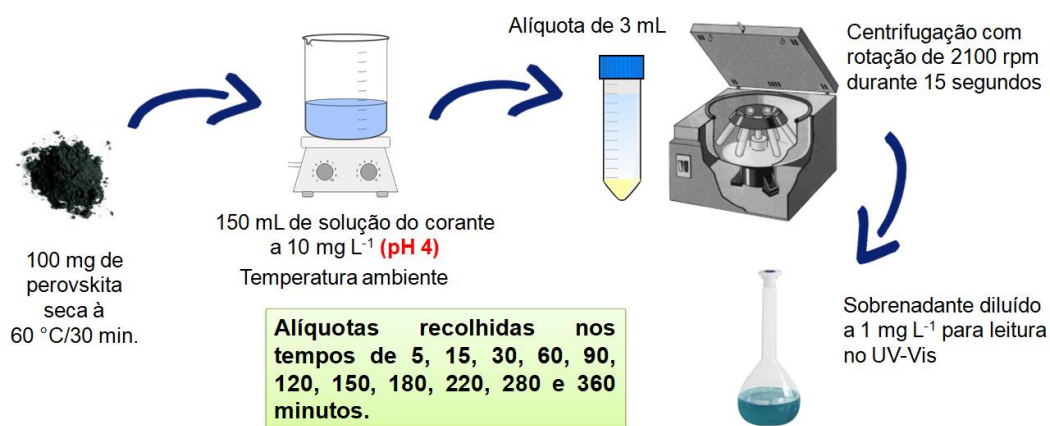 100 mg de
perovskita
seca à
60 °C/30 min.
150 mL de solução do corante
a 10 mg L⁻¹ (pH 4)
Temperatura ambiente
Alíquotas recolhidas nos
tempos de 5, 15, 30, 60, 90,
120, 150, 180, 220, 280 e 360
minutos.
Alíquota de 3 mL
Centrifugação com
rotação de 2100 rpm
durante 15 segundos
Sobrenadante diluído
a 1 mg L⁻¹ para leitura
no UV-Vis